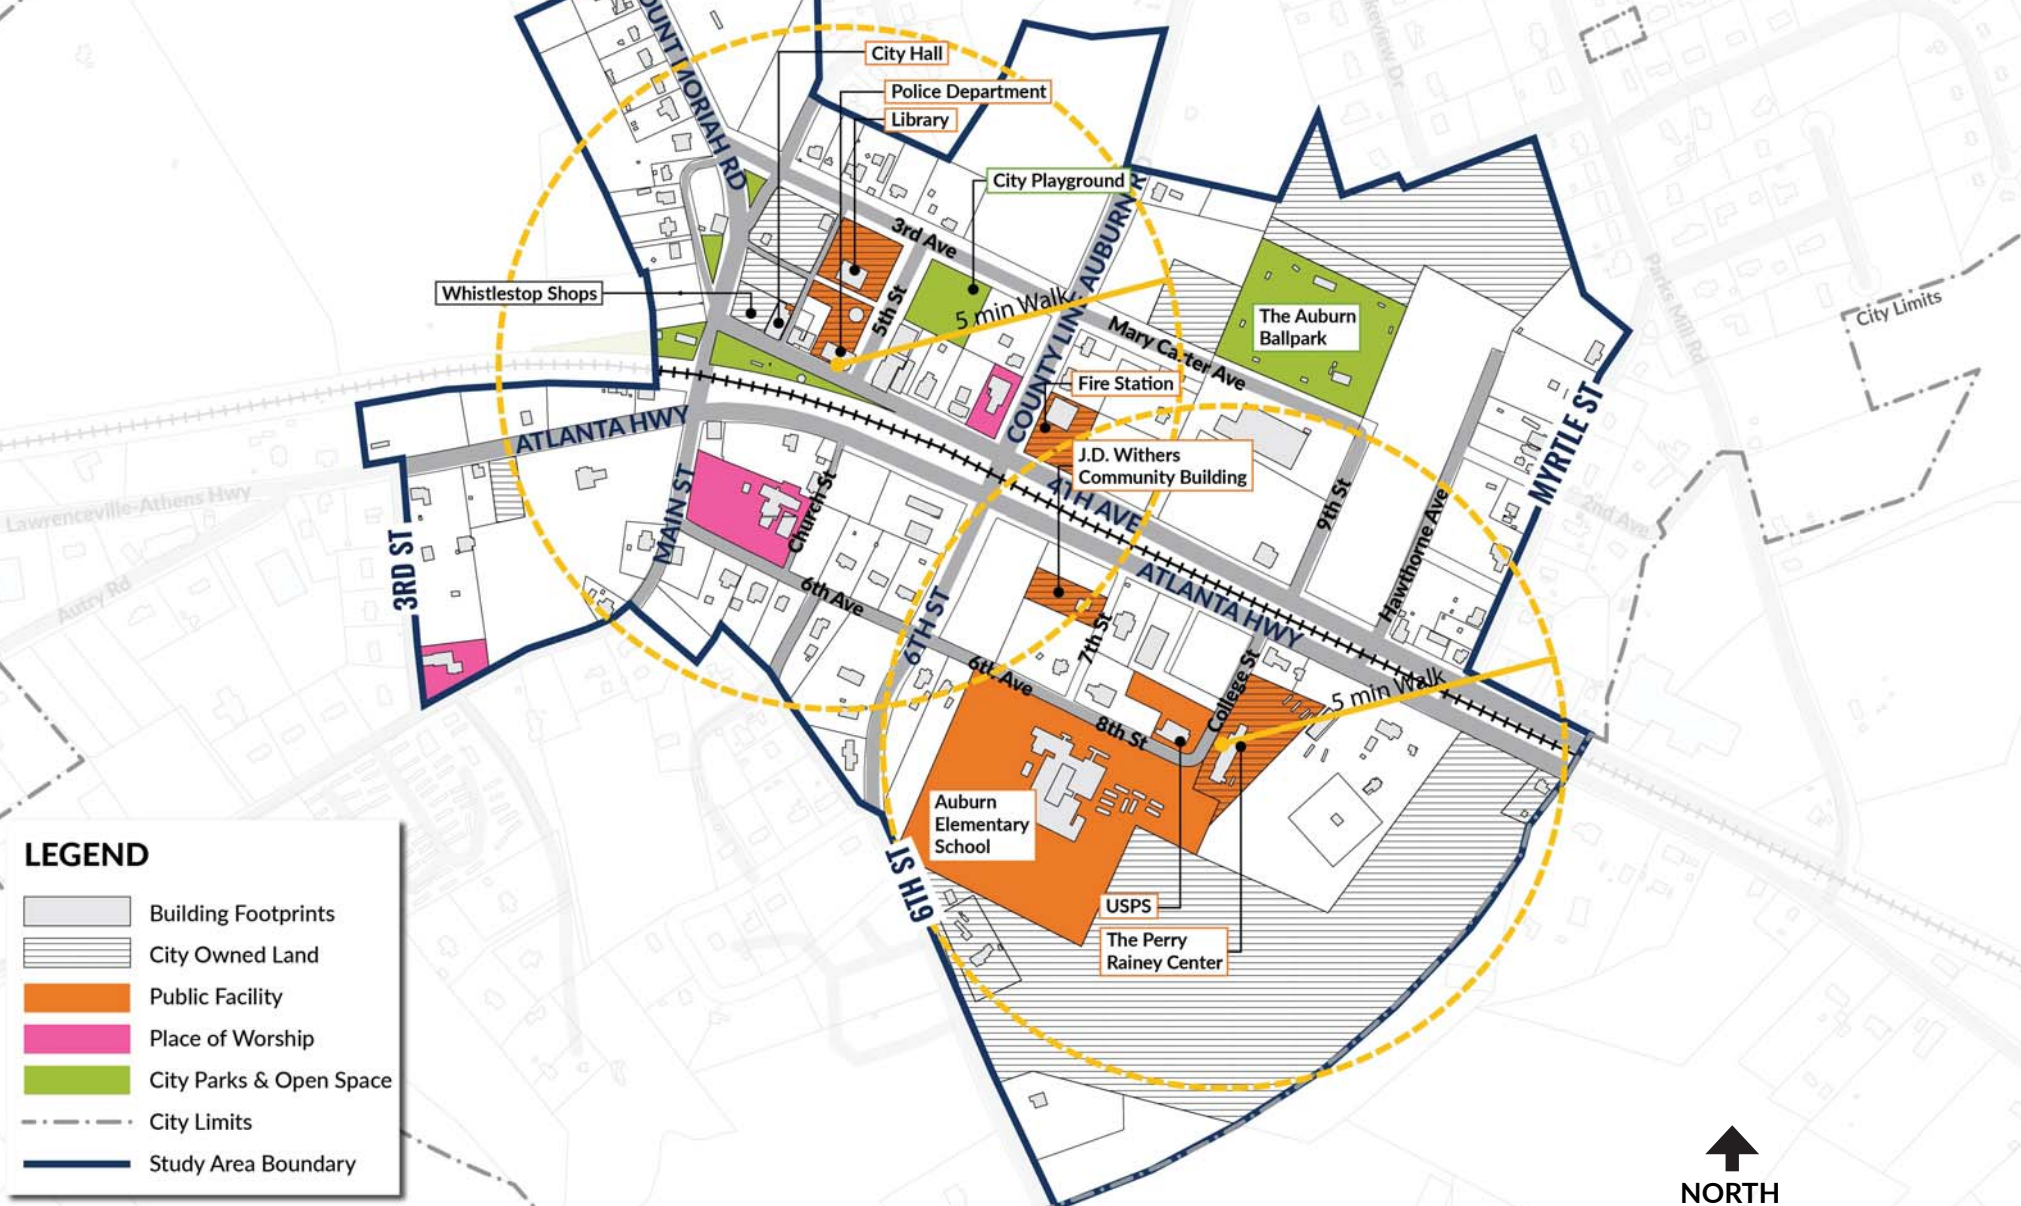 OUNT MORIAH RD
City Hall
Police Department
Library
City Playground
3rd Ave
COUNTY LIN
AUBURN R
Whistlestop Shops
5th St
5 min Walk
Mary Carter Ave
The Auburn
Ballpark
Parks Mill Rd
City Limits
Fire Station
ATLANTA HWY
J.D. Withers
Community Building
MYRTLE ST
4TH AVE
9th St
Hawthorne Ave
2nd Ave
Lawrenceville-Athens Hwy
MAIN ST
Church St
3RD ST
Autry Rd
6th Ave
6TH ST
ATLANTA HWY
7th St
6th Ave
College St
5 min Walk
8th St
Auburn
Elementary
School
6TH ST
USPS
The Perry
Rainey Center
LEGEND
Building Footprints
City Owned Land
Public Facility
Place of Worship
City Parks & Open Space
City Limits
Study Area Boundary
NORTH